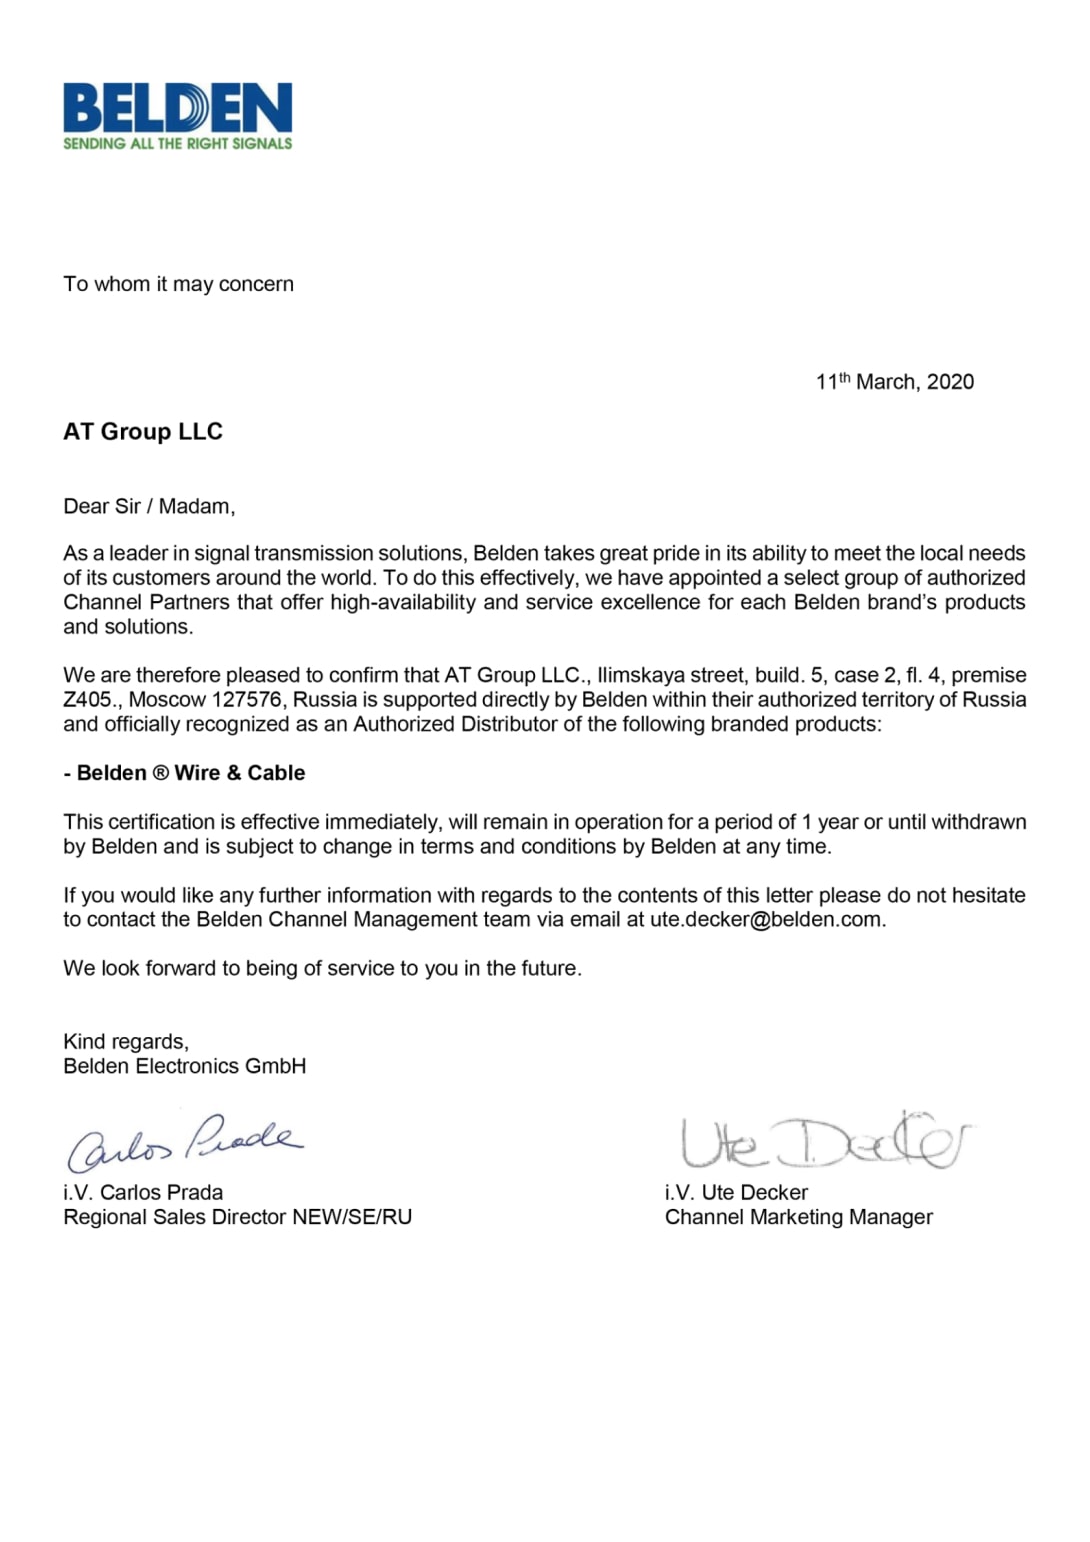 BELDEN
SENDING ALL THE RIGHT SIGNALS
To whom it may concern
11th March, 2020
AT Group LLC
Dear Sir / Madam,
As a leader in signal transmission solutions, Belden takes great pride in its ability to meet the local needs
of its customers around the world. To do this effectively, we have appointed a select group of authorized
Channel Partners that offer high-availability and service excellence for each Belden brand's products
and solutions.
We are therefore pleased to confirm that AT Group LLC., Ilimskaya street, build. 5, case 2, fl. 4, premise
Z405., Moscow 127576, Russia is supported directly by Belden within their authorized territory of Russia
and officially recognized as an Authorized Distributor of the following branded products:
- Belden ® Wire & Cable
This certification is effective immediately, will remain in operation for a period of 1 year or until withdrawn
by Belden and is subject to change in terms and conditions by Belden at any time.
If you would like any further information with regards to the contents of this letter please do not hesitate
to contact the Belden Channel Management team via email at ute.decker@belden.com.
We look forward to being of service to you in the future.
Kind regards,
Belden Electronics GmbH
Carlos Prada
i.V. Carlos Prada
Regional Sales Director NEW/SE/RU
Ute Decker
i.V. Ute Decker
Channel Marketing Manager